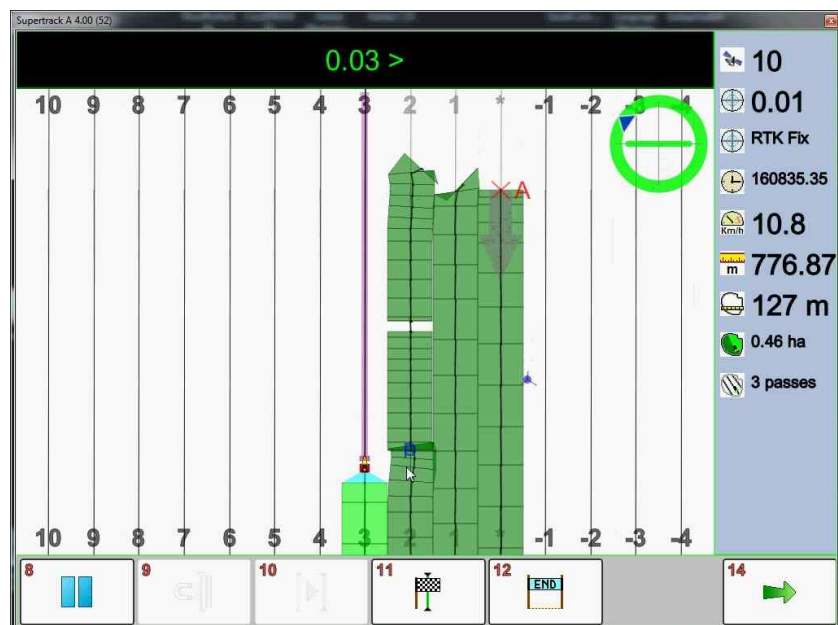 Supertrack A 4.00 (52)
0.03 >
10 9 8 7 6 5 4 3 2 1 * -1 -2 -3 -4
A
10 9 8 7 6 5 4 3 2 1 * -1 -2 -3 -4
10
0.01
RTK Fix
160835.35
Km/h 10.8
m 776.87
127 m
0.46 ha
3 passes
8 9 10 11 12 14
END